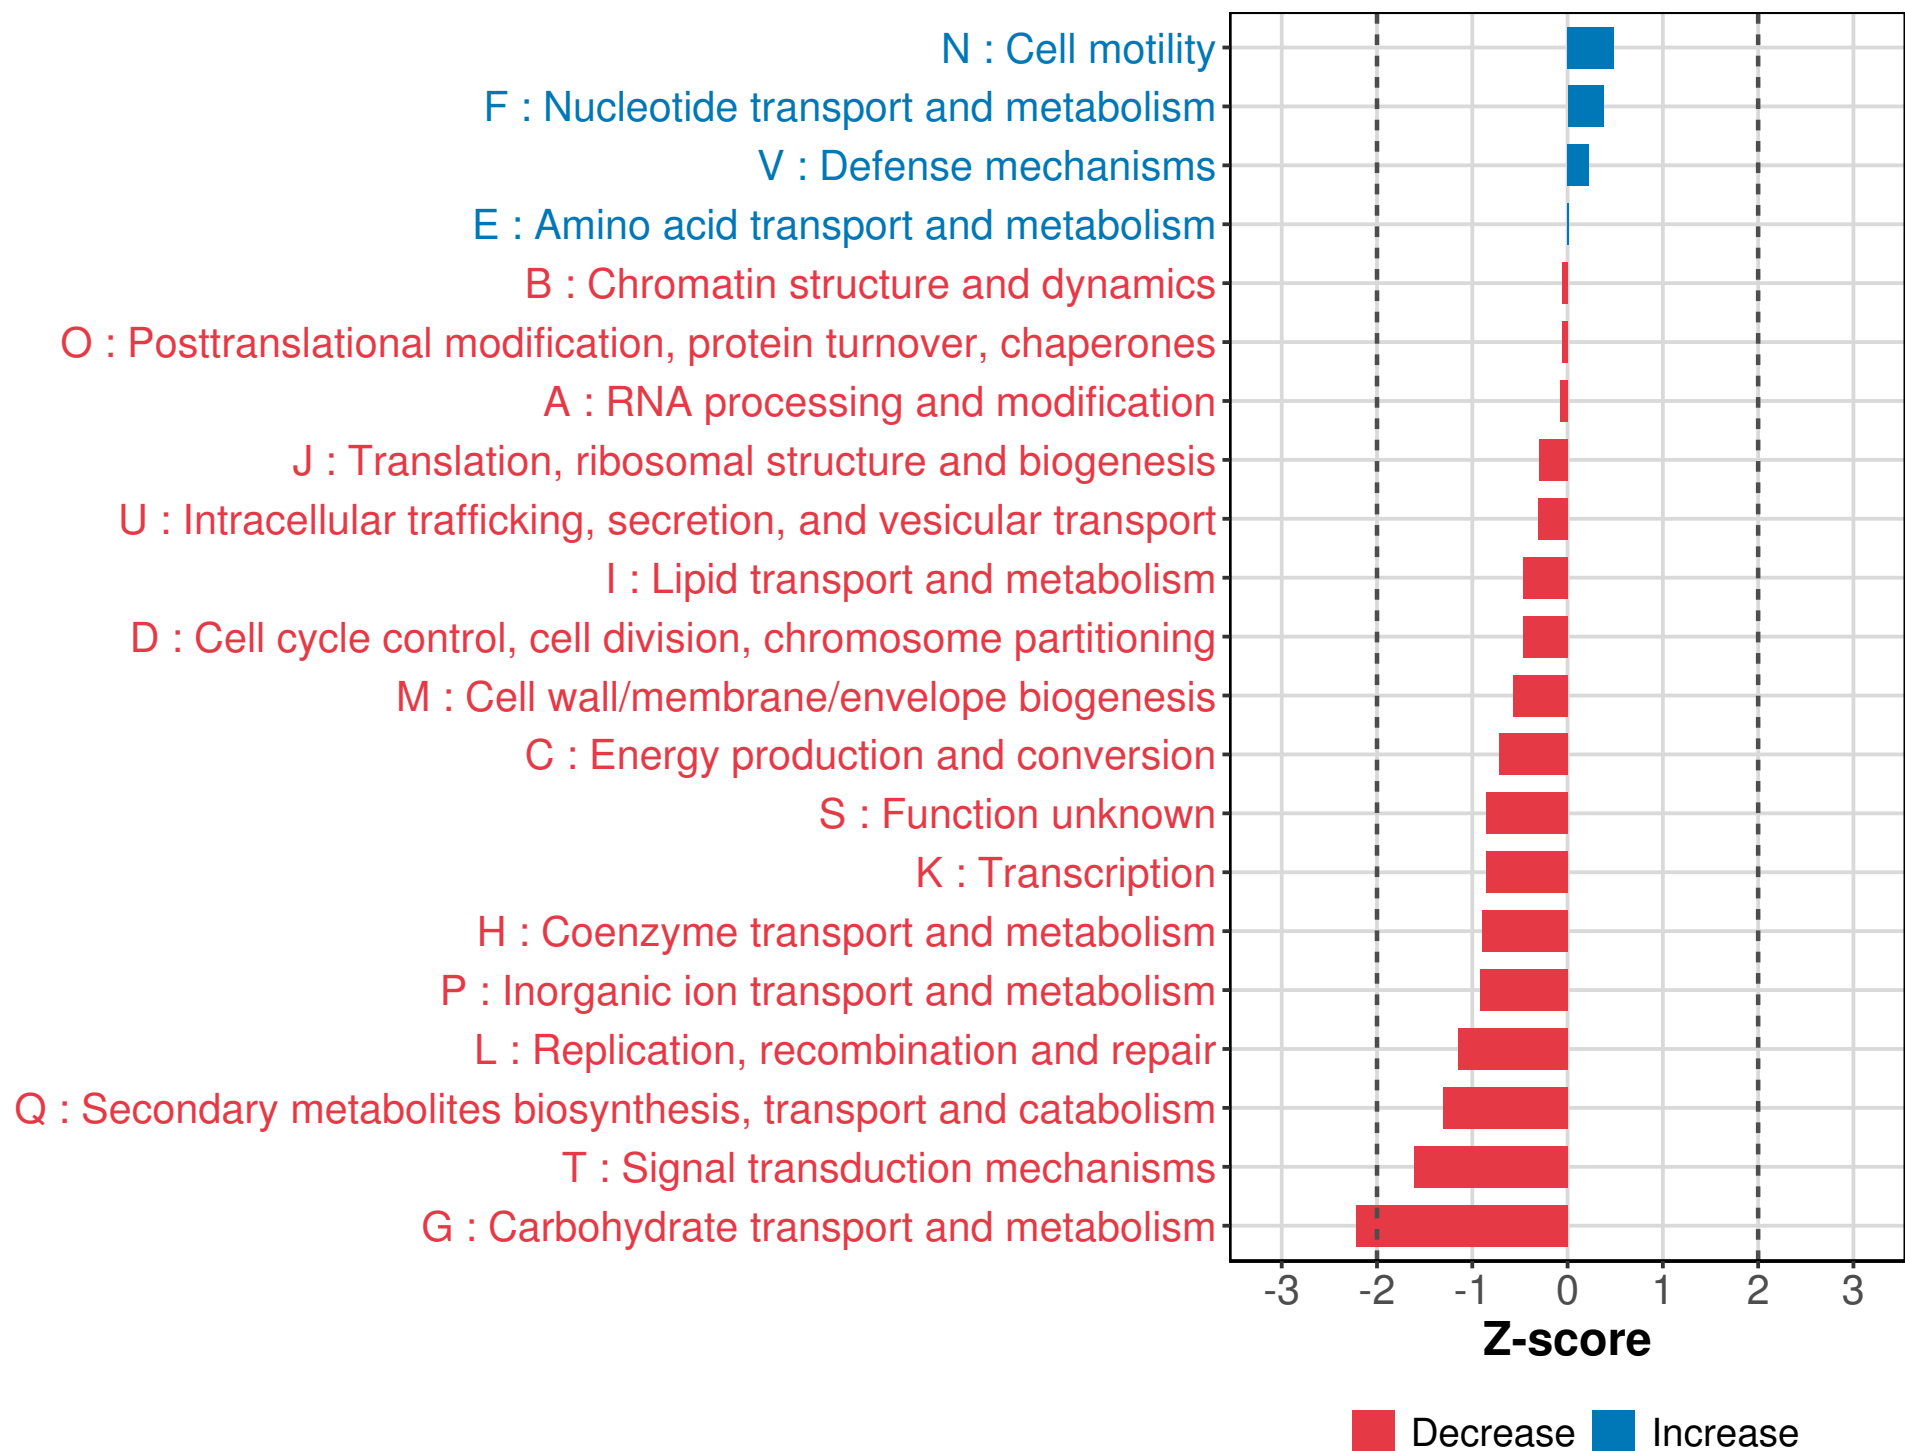 N : Cell motility
F : Nucleotide transport and metabolism
V : Defense mechanisms
E : Amino acid transport and metabolism
B : Chromatin structure and dynamics
O : Posttranslational modification, protein turnover, chaperones
A : RNA processing and modification
J : Translation, ribosomal structure and biogenesis
U : Intracellular trafficking, secretion, and vesicular transport
I : Lipid transport and metabolism
D : Cell cycle control, cell division, chromosome partitioning
M : Cell wall/membrane/envelope biogenesis
C : Energy production and conversion
S : Function unknown
K : Transcription
H : Coenzyme transport and metabolism
P : Inorganic ion transport and metabolism
L : Replication, recombination and repair
Q : Secondary metabolites biosynthesis, transport and catabolism
T : Signal transduction mechanisms
G : Carbohydrate transport and metabolism
-3 -2 -1 0 1 2 3
Z-score
Decrease Increase